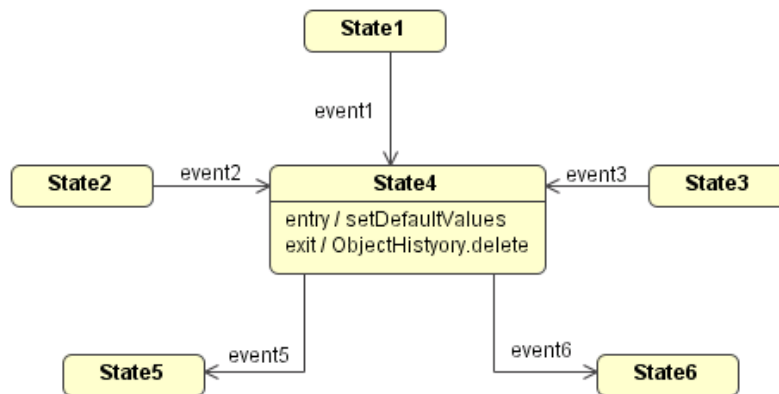 State1
event1
State2
event2
State4
event3
State3
entry / setDefaultValues
exit / ObjectHistyory.delete
event5
event6
State5
State6